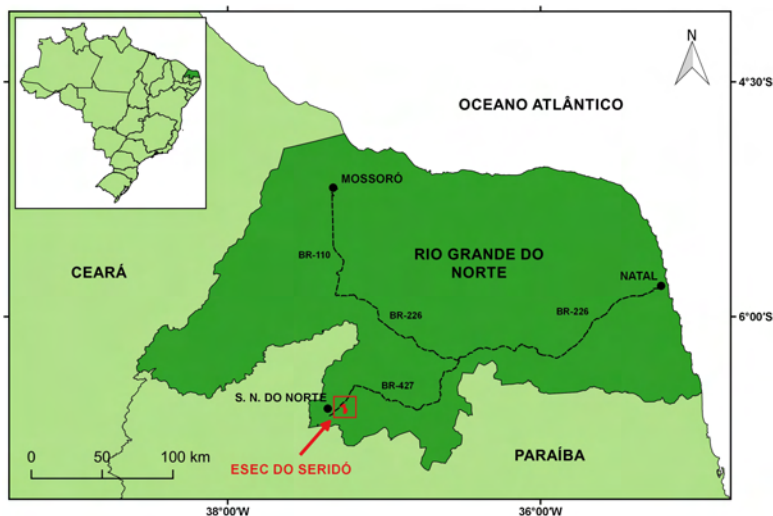 N
4°30'S
OCEANO ATLÂNTICO
MOSSORÓ
BR-110
RIO GRANDE DO
NORTE
CEARÁ
NATAL
BR-226
BR-226
6°00'S
BR-427
S. N. DO NORTE
0 50 100 km
ESEC DO SERIDÓ
PARAÍBA
38°00'W
36°00'W